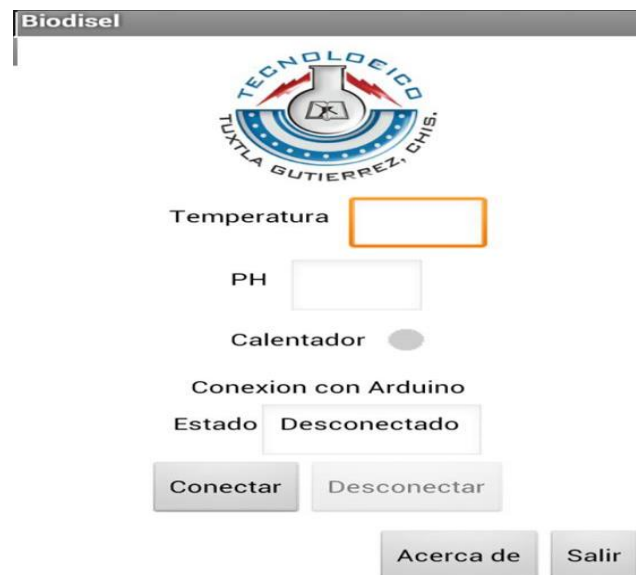 Biodisel
TECNOLOGICO
TUXTLA GUTIERREZ, CHIS.
Temperatura
PH
Calentador
Conexion con Arduino
Estado Desconectado
Conectar Desconectar
Acerca de Salir